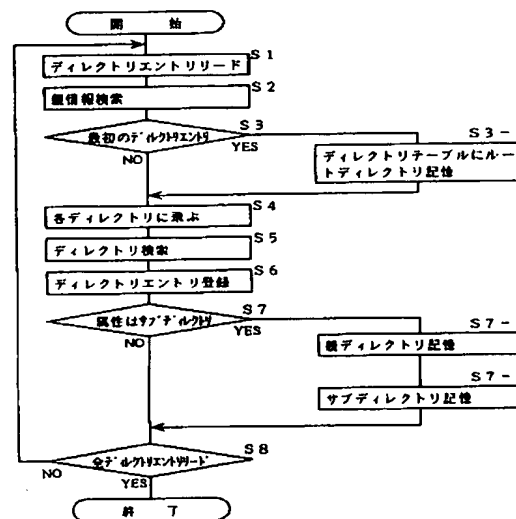 開 始
S1
ディレクトリエントリリード
S2
親情報検索
S3
最初のディレクトリエントリ
YES
NO
S3-
ディレクトリテーブルにルー
トディレクトリ記憶
S4
各ディレクトリに飛ぶ
S5
ディレクトリ検索
S6
ディレクトリエントリ登録
S7
属性はサブディレクトリ
YES
NO
S7-
親ディレクトリ記憶
S7-
サブディレクトリ記憶
S8
全ディレクトリエントリリード
NO
YES
終 了